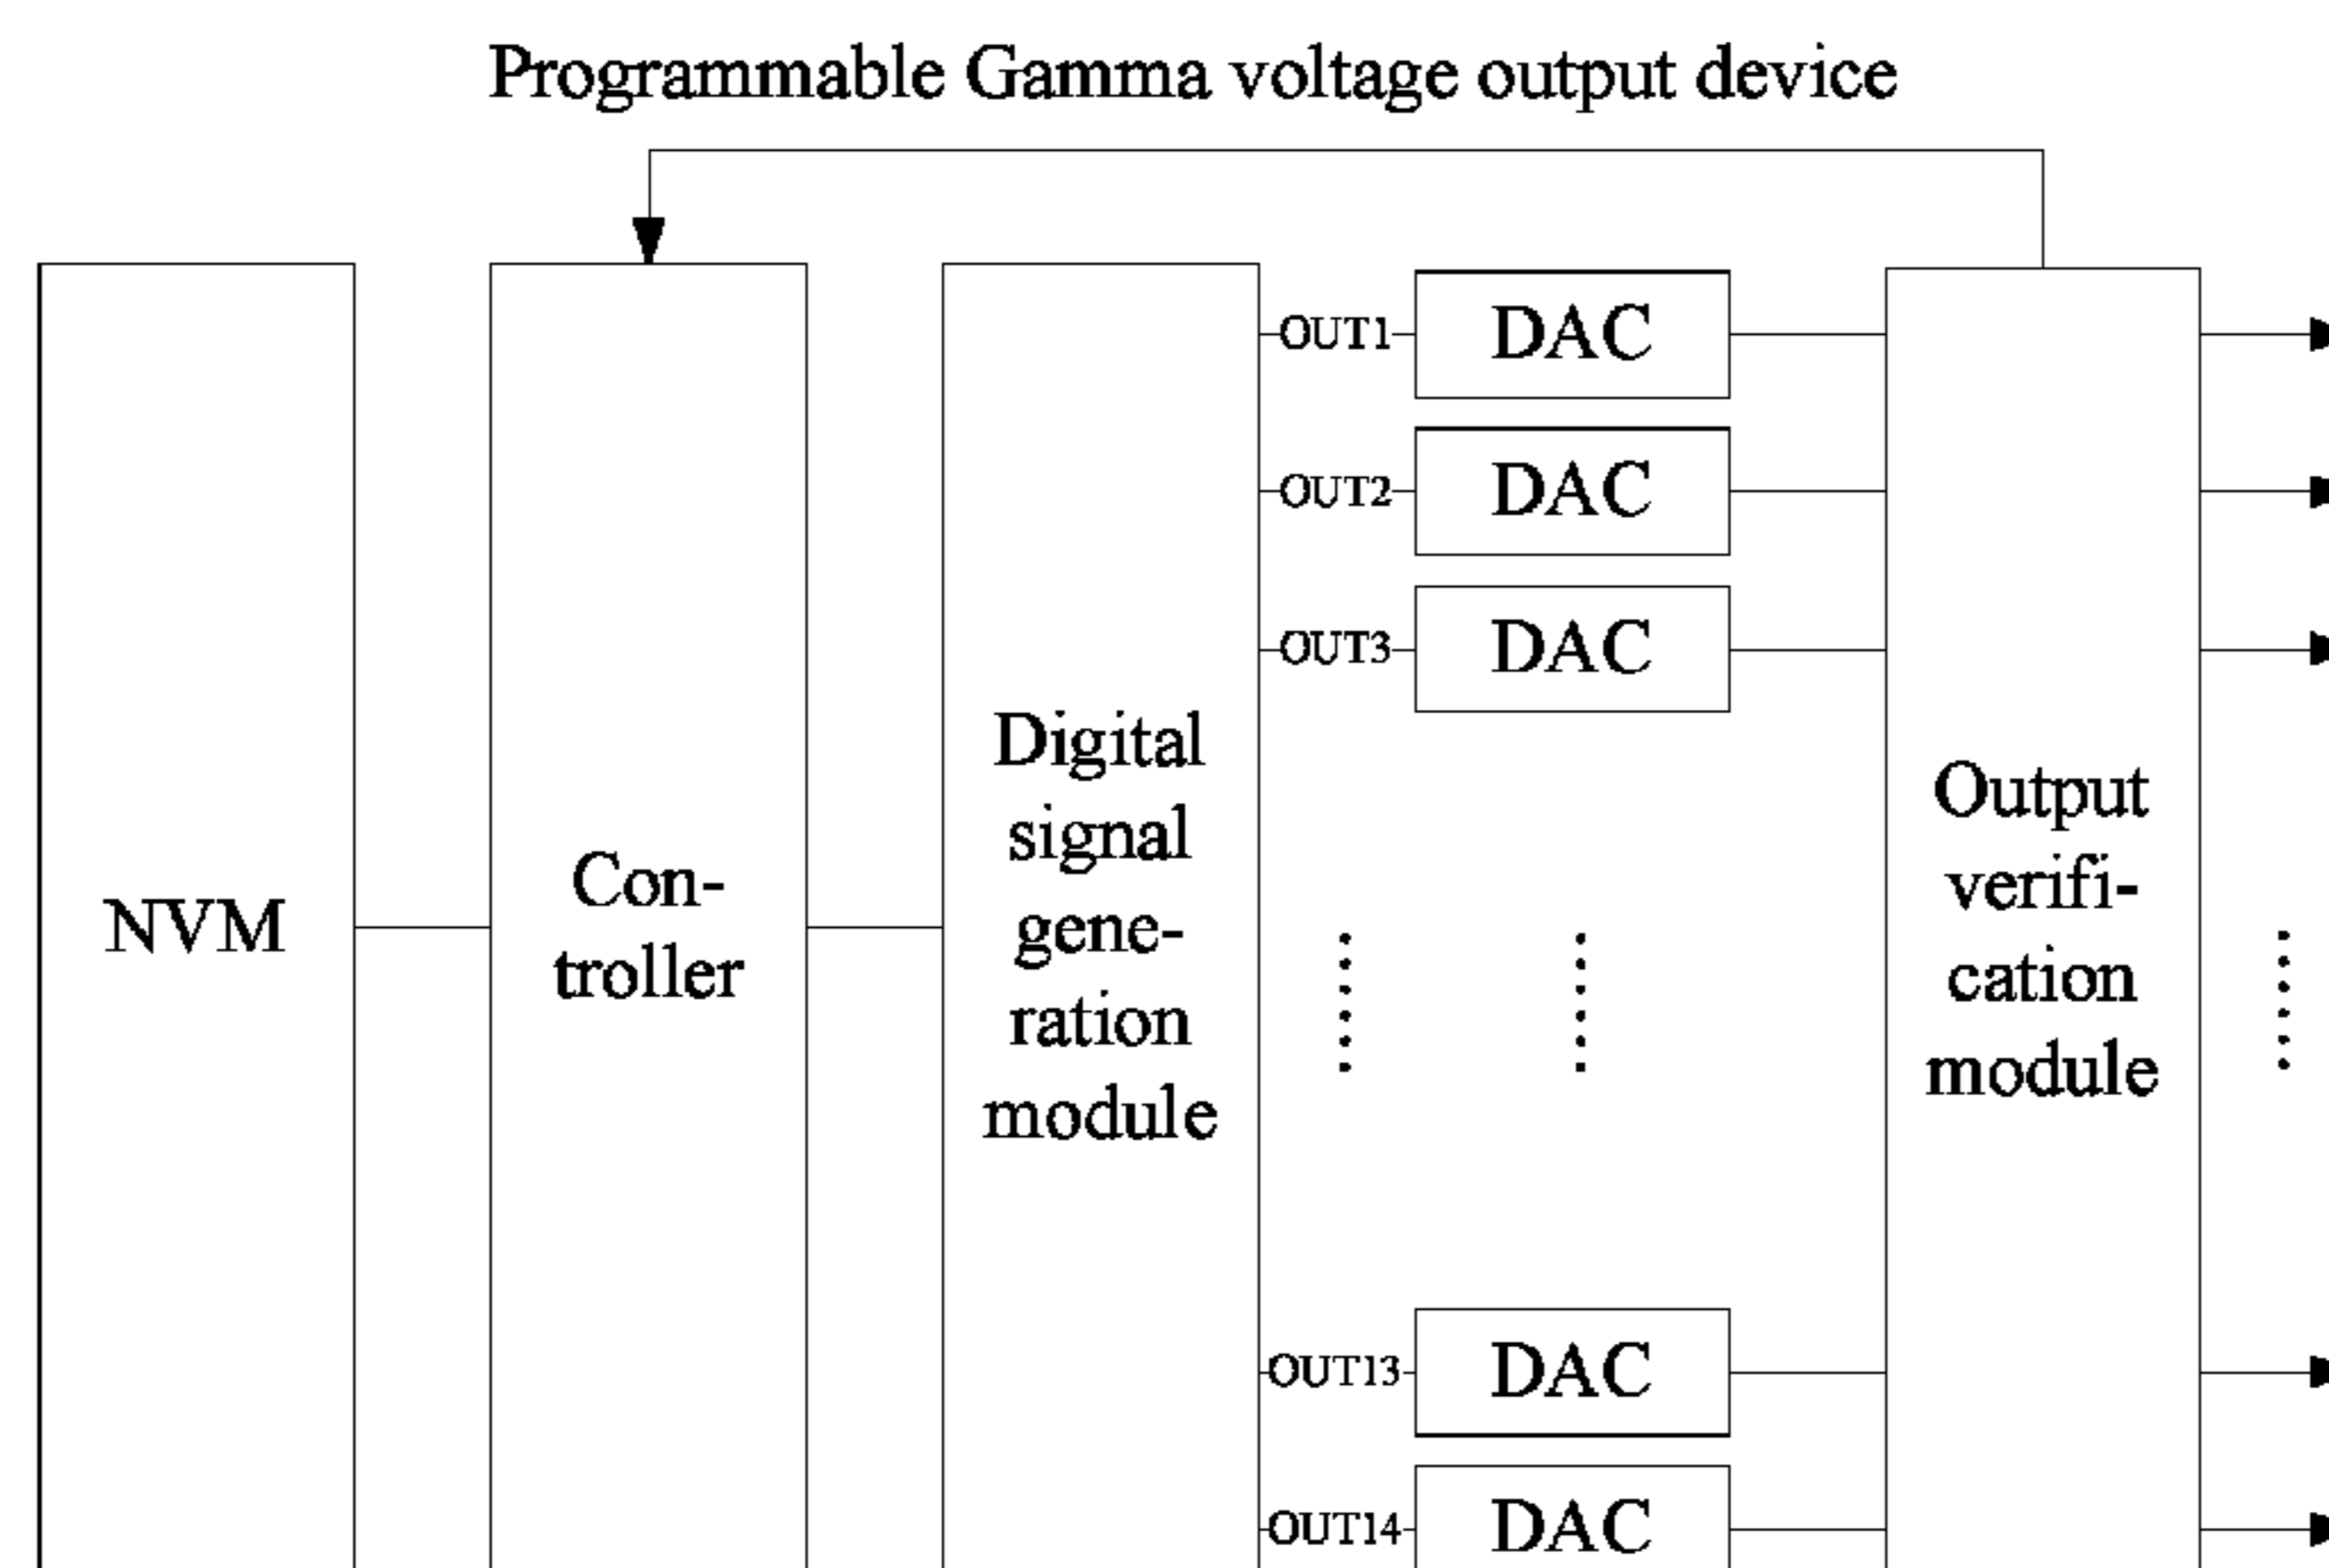 Programmable Gamma voltage output device
NVM
Con-
troller
Digital
signal
gene-
ration
module
OUT1
DAC
OUT2
DAC
OUT3
DAC
OUT13
DAC
OUT14
DAC
Output
verifi-
cation
module